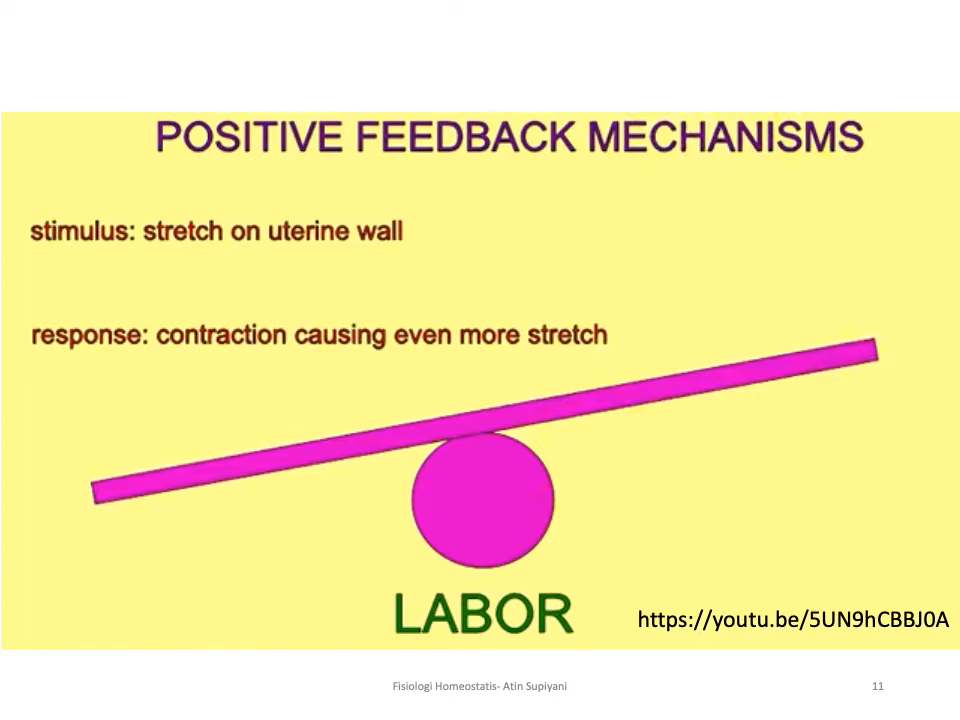 POSITIVE FEEDBACK MECHANISMS
stimulus: stretch on uterine wall
response: contraction causing even more stretch
LABOR
https://youtu.be/5UN9hCBBJ0A
Fisiologi Homeostatis- Atin Supiyani
11